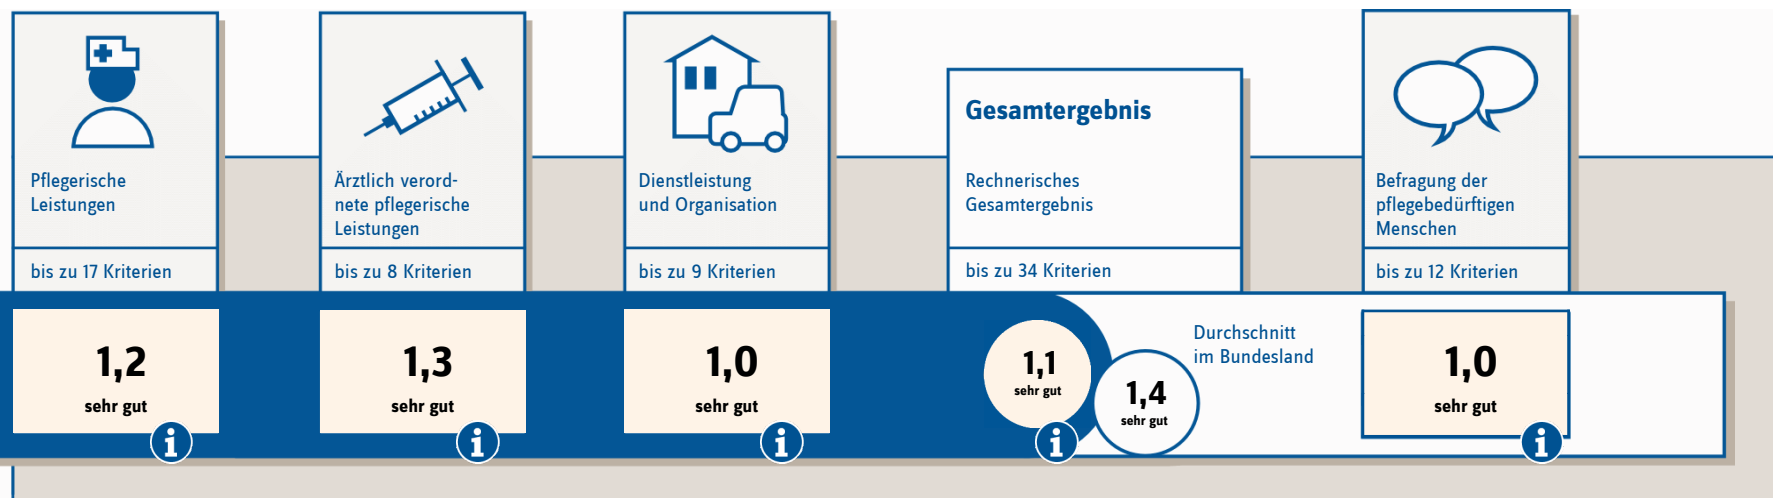 Pflegerische
Leistungen
bis zu 17 Kriterien
1,2
sehr gut
i
Ärztlich verord-
nete pflegerische
Leistungen
bis zu 8 Kriterien
1,3
sehr gut
i
Dienstleistung
und Organisation
bis zu 9 Kriterien
1,0
sehr gut
i
Gesamtergebnis
Rechnerisches
Gesamtergebnis
bis zu 34 Kriterien
1,1
sehr gut
i
1,4
sehr gut
Durchschnitt
im Bundesland
Befragung der
pflegebedürftigen
Menschen
bis zu 12 Kriterien
1,0
sehr gut
i